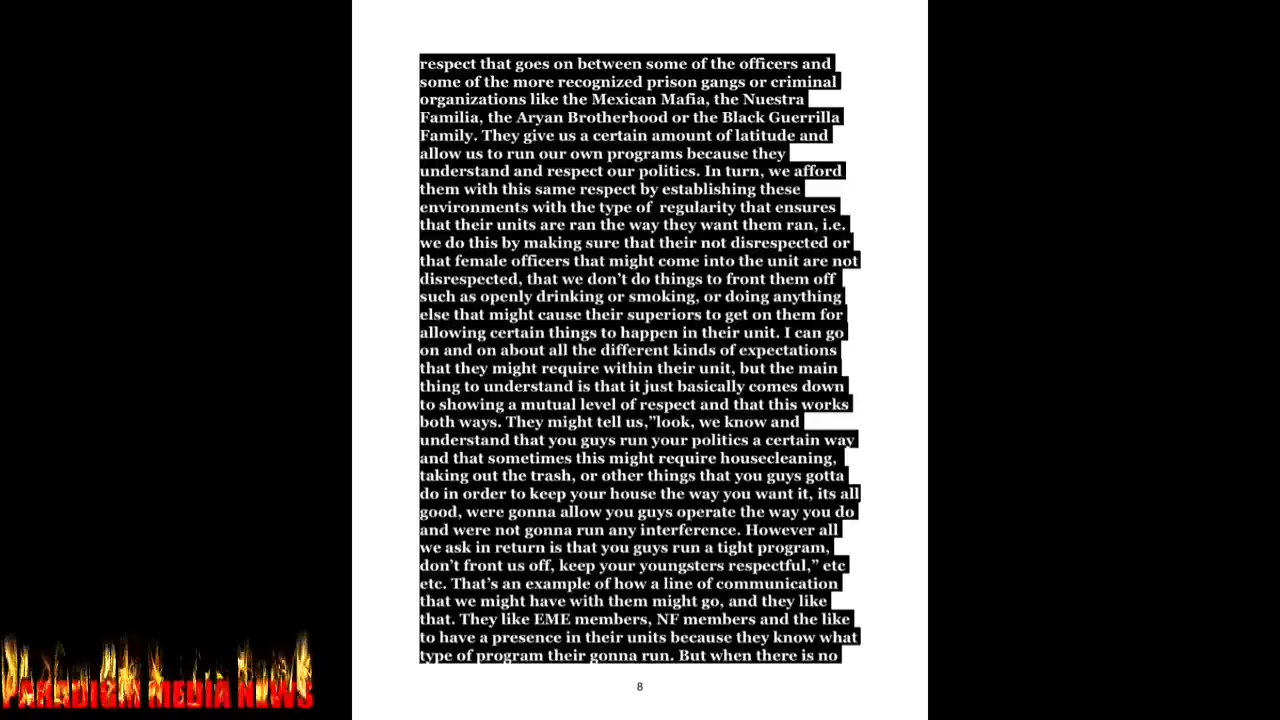 respect that goes on between some of the officers and
some of the more recognized prison gangs or criminal
organizations like the Mexican Mafia, the Nuestra
Familia, the Aryan Brotherhood or the Black Guerrilla
Family. They give us a certain amount of latitude and
allow us to run our own programs because they
understand and respect our politics. In turn, we afford
them with this same respect by establishing these
environments with the type of  regularity that ensures
that their units are ran the way they want them ran, i.e.
we do this by making sure that their not disrespected or
that female officers that might come into the unit are not
disrespected, that we don't do things to front them off
such as openly drinking or smoking, or doing anything
else that might cause their superiors to get on them for
allowing certain things to happen in their unit. I can go
on and on about all the different kinds of expectations
that they might require within their unit, but the main
thing to understand is that it just basically comes down
to showing a mutual level of respect and that this works
both ways. They might tell us,”look, we know and
understand that you guys run your politics a certain way
and that sometimes this might require housecleaning,
taking out the trash, or other things that you guys gotta
do in order to keep your house the way you want it, its all
good, were gonna allow you guys operate the way you do
and were not gonna run any interference. However all
we ask in return is that you guys run a tight program,
don't front us off, keep your youngsters respectful,” etc
etc. That's an example of how a line of communication
that we might have with them might go, and they like
that. They like EME members, NF members and the like
to have a presence in their units because they know what
type of program their gonna run. But when there is no
8
PARADIGM MEDIA NEWS